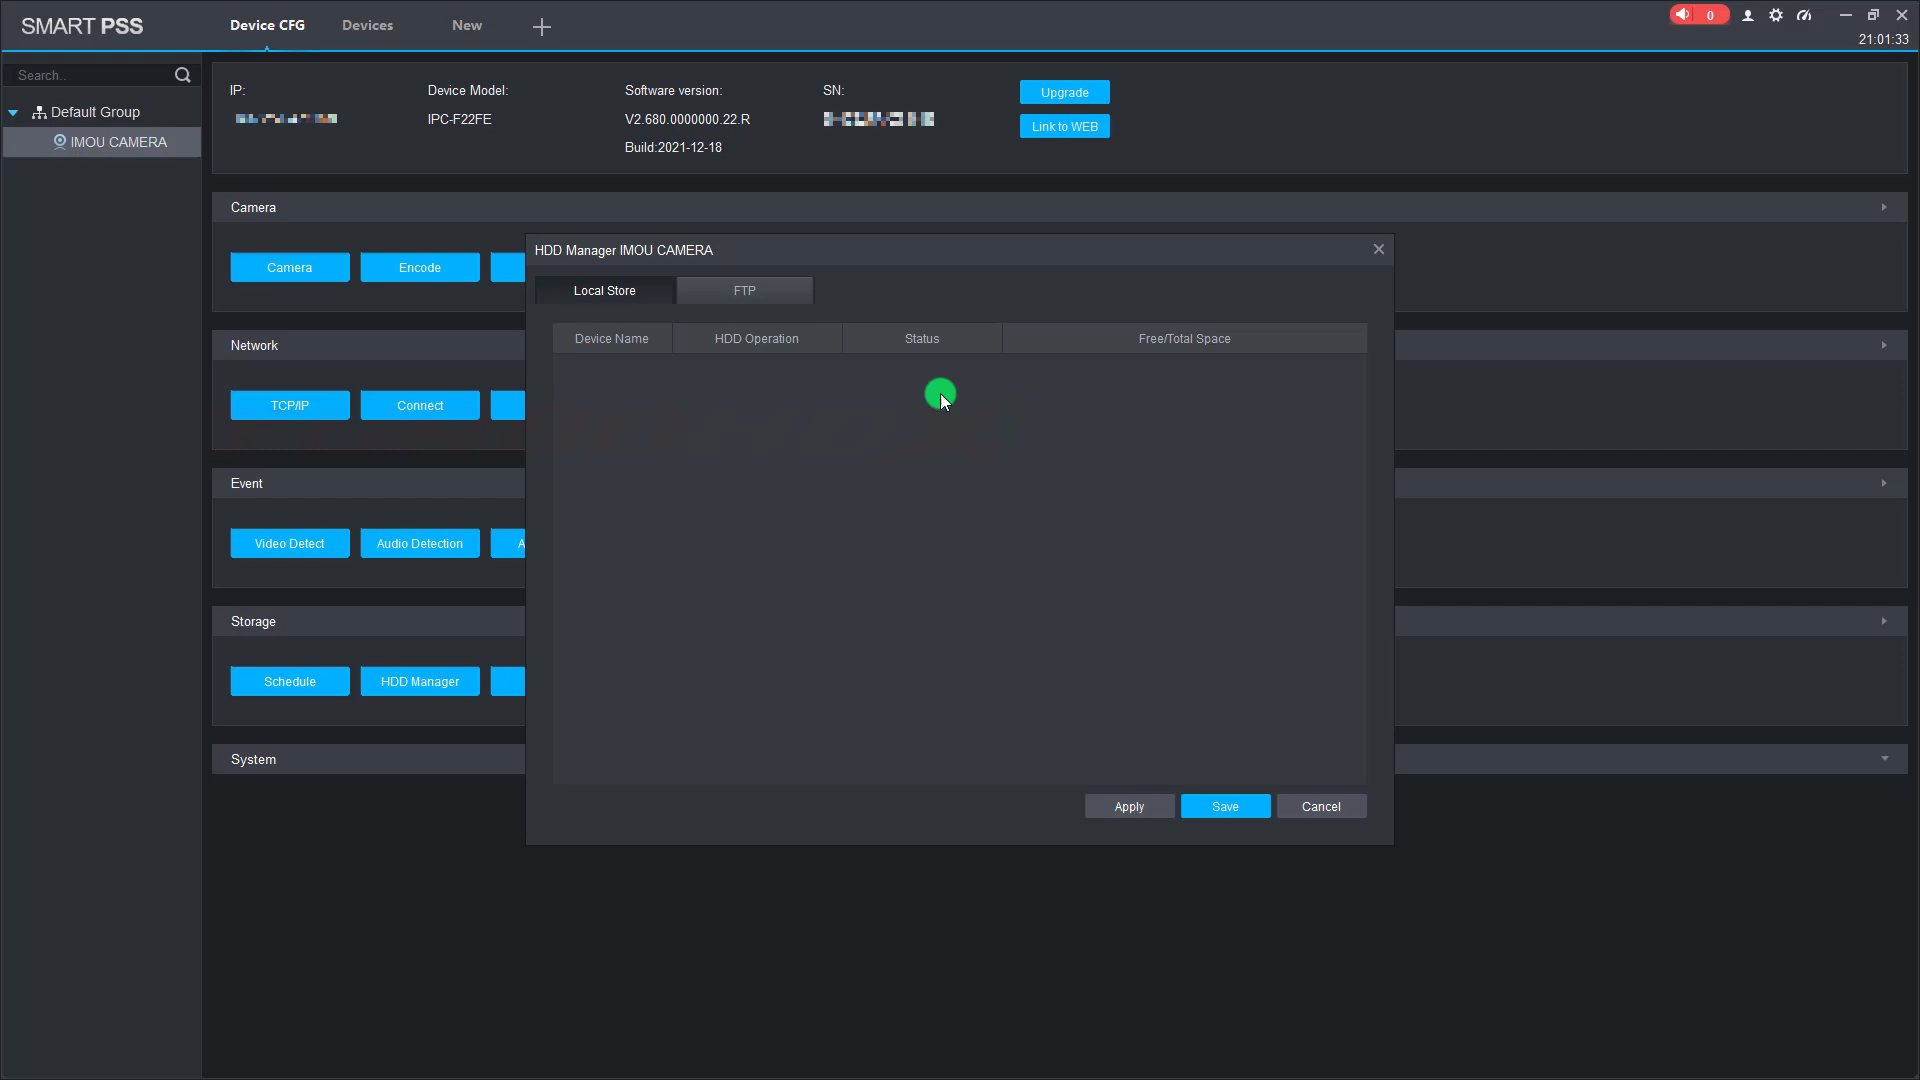 SMART PSS
Device CFG
Devices
New
0
21:01:33
Search..
Default Group
IMOU CAMERA
IP:
Device Model:
Software version:
SN:
Upgrade
IPC-F22FE
V2.680.0000000.22.R
Link to WEB
Build:2021-12-18
Camera
Camera
Encode
Network
TCP/IP
Connect
Event
Video Detect
Audio Detection
A
Storage
Schedule
HDD Manager
System
HDD Manager IMOU CAMERA
Local Store
FTP
Device Name
HDD Operation
Status
Free/Total Space
Apply
Save
Cancel